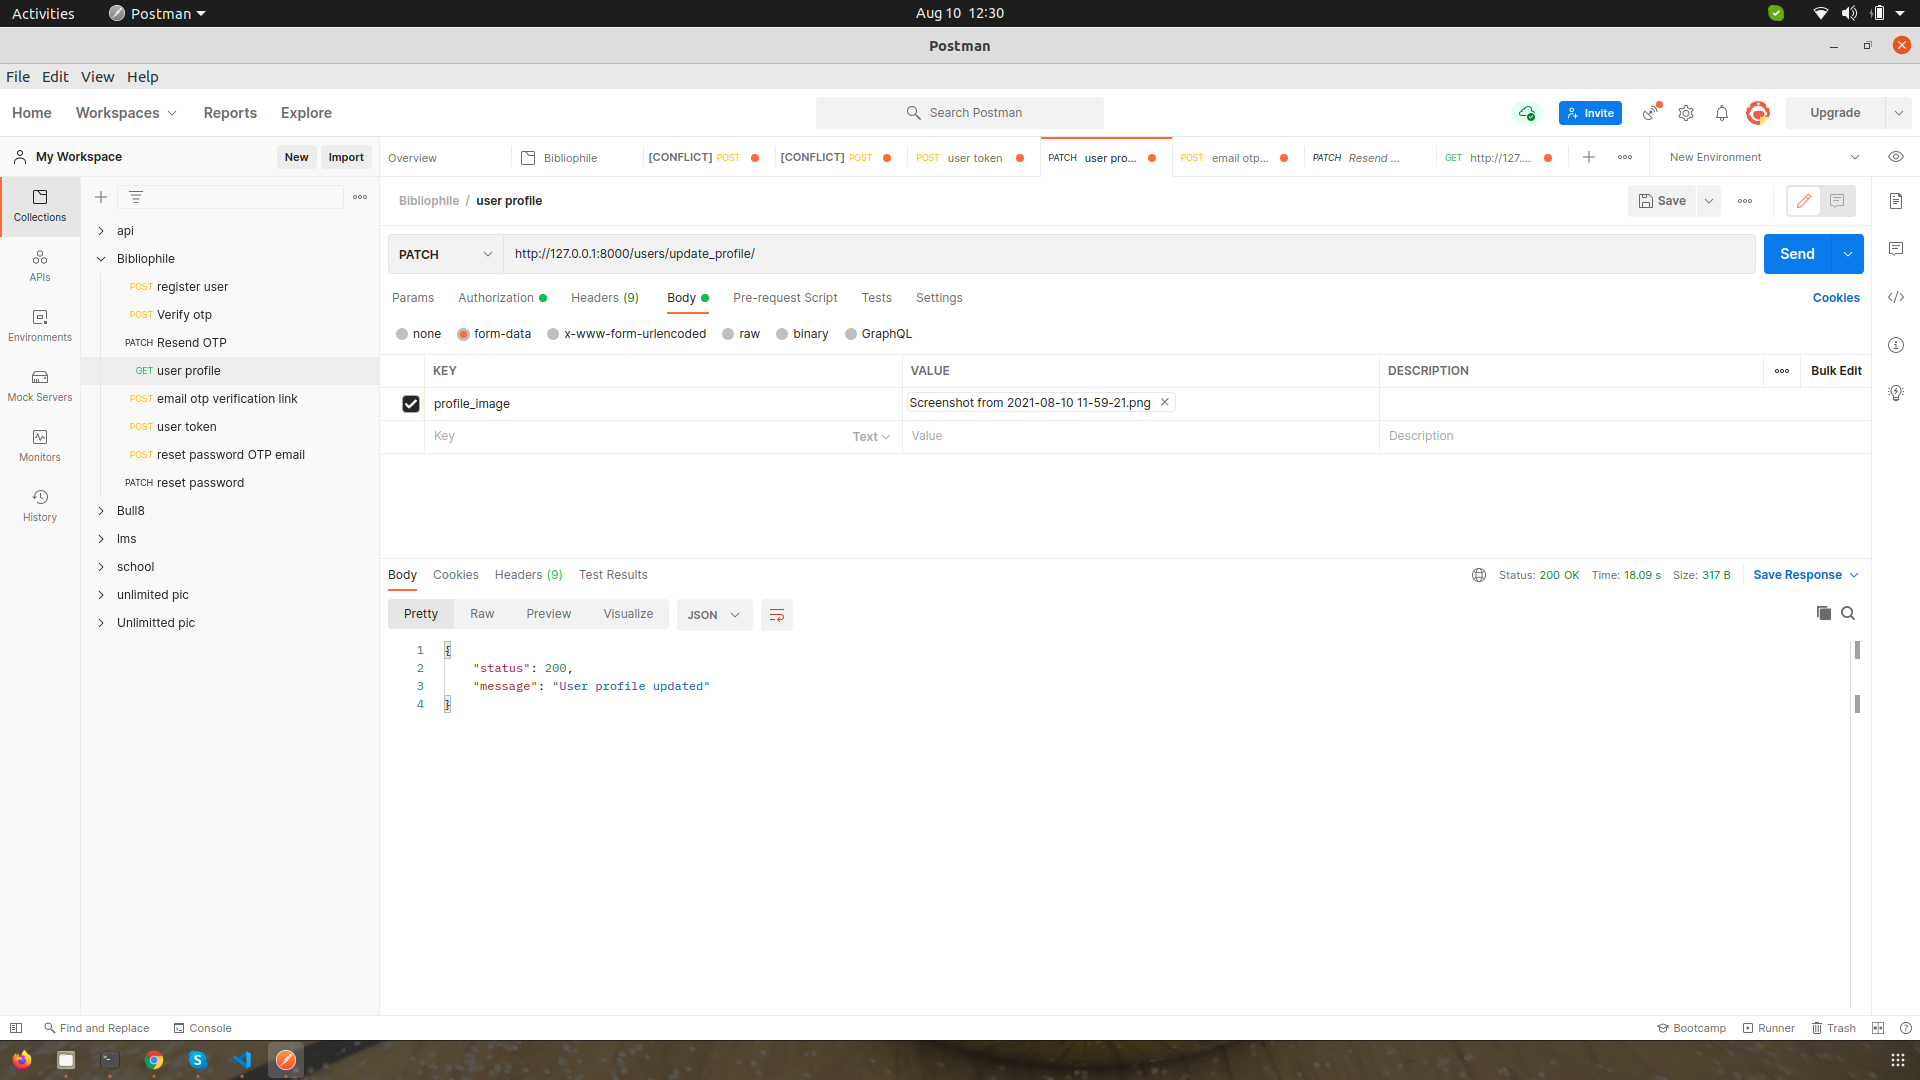 Activities Postman Aug 10 12:30
Postman
File Edit View Help
Home Workspaces Reports Explore Search Postman Invite Upgrade
My Workspace New Import Overview Bibliophile [CONFLICT] POST [CONFLICT] POST POST user token PATCH user pro... POST email otp... PATCH Resend ... GET http://127.... New Environment
Collections
APIs
Environments
Mock Servers
Monitors
History
api
Bibliophile
POST register user
POST Verify otp
PATCH Resend OTP
GET user profile
POST email otp verification link
POST user token
POST reset password OTP email
PATCH reset password
Bull8
lms
school
unlimited pic
Unlimitted pic
Bibliophile / user profile Save
PATCH http://127.0.0.1:8000/users/update_profile/ Send
Params Authorization Headers (9) Body Pre-request Script Tests Settings Cookies
none form-data x-www-form-urlencoded raw binary GraphQL
KEY VALUE DESCRIPTION Bulk Edit
profile_image Screenshot from 2021-08-10 11-59-21.png
Key Text Value Description
Body Cookies Headers (9) Test Results Status: 200 OK Time: 18.09 s Size: 317 B Save Response
Pretty Raw Preview Visualize JSON
1 {
2 "status": 200,
3 "message": "User profile updated"
4 }
Find and Replace Console Bootcamp Runner Trash